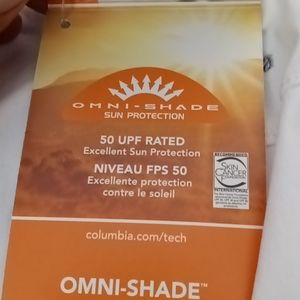 OMNI-SHADE
SUN PROTECTION
50 UPF RATED
Excellent Sun Protection
NIVEAU FPS 50
Excellente protection
contre le soleil
RECOMMENDED
SKIN
CANCER
FOUNDATION
INTERNATIONAL
columbia.com/tech
OMNI-SHADE™